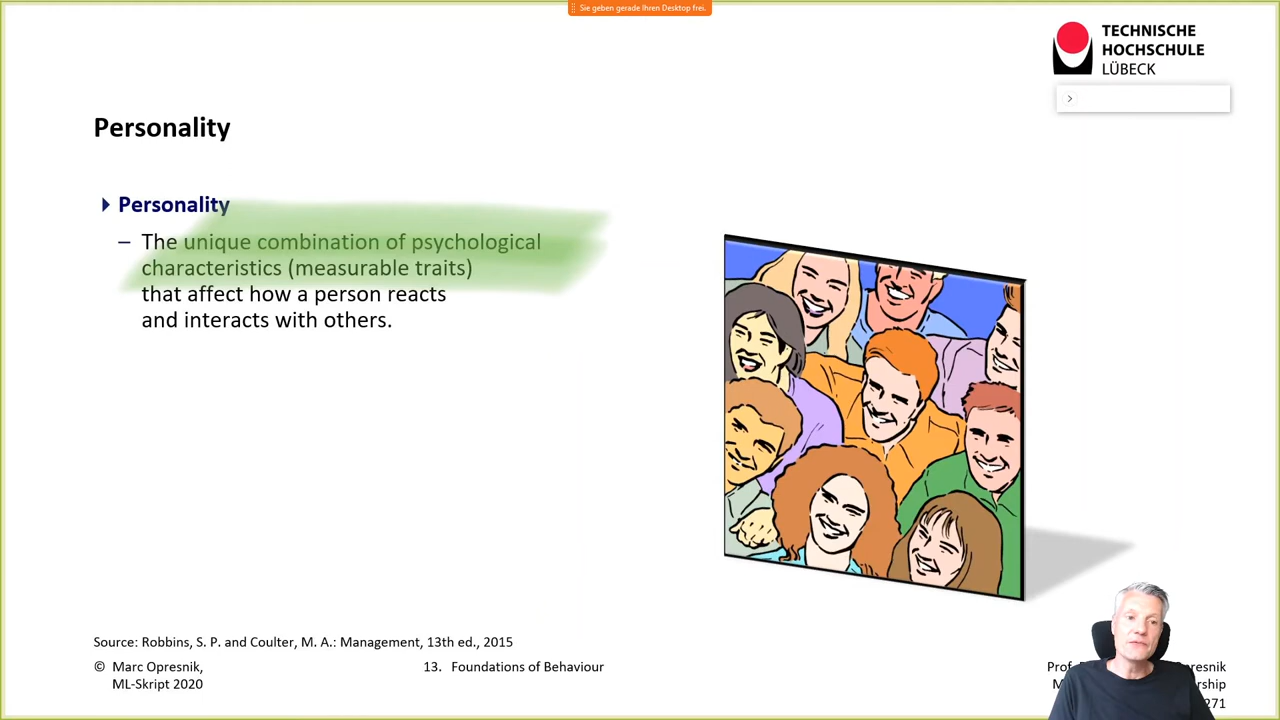 Sie geben gerade Ihren Desktop frei.
TECHNISCHE
HOCHSCHULE
LÜBECK
Personality
Personality
– The unique combination of psychological
characteristics (measurable traits)
that affect how a person reacts
and interacts with others.
Source: Robbins, S. P. and Coulter, M. A.: Management, 13th ed., 2015
© Marc Opresnik,
ML-Skript 2020
13. Foundations of Behaviour
Prof.
271